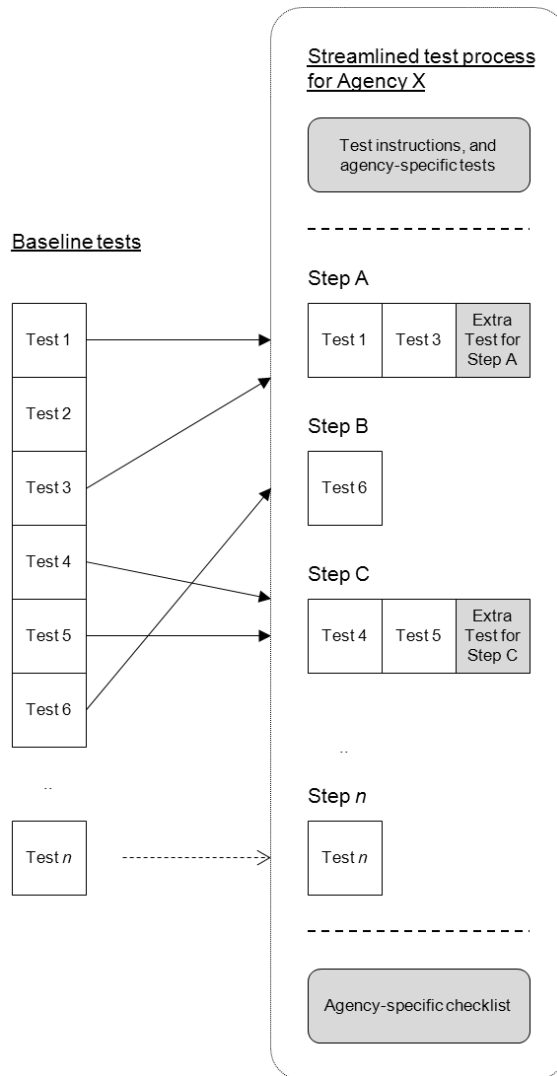 Streamlined test process
for Agency X
Test instructions, and
agency-specific tests
Baseline tests
Test 1
Test 2
Test 3
Test 4
Test 5
Test 6
..
Test n
Step A
Test 1
Test 3
Extra
Test for
Step A
Step B
Test 6
Step C
Test 4
Test 5
Extra
Test for
Step C
..
Step n
Test n
Agency-specific checklist